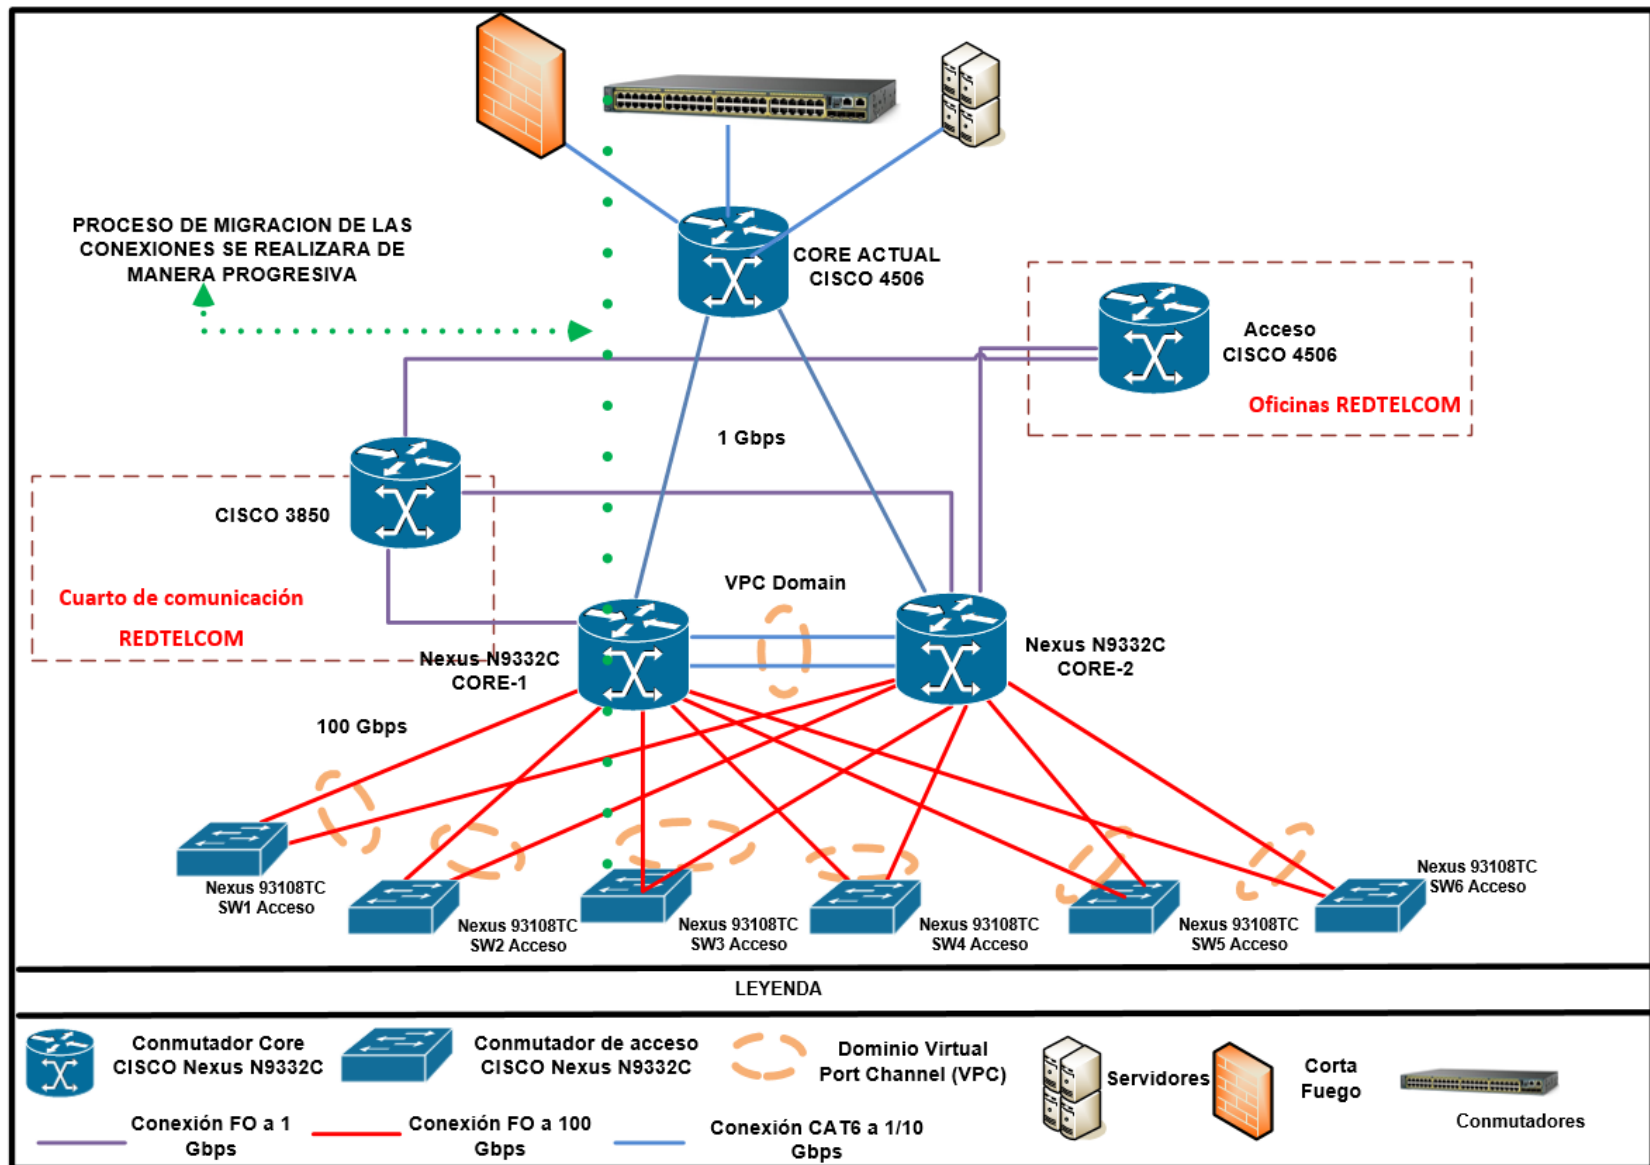 PROCESO DE MIGRACION DE LAS
CONEXIONES SE REALIZARA DE
MANERA PROGRESIVA
CORE ACTUAL
CISCO 4506
Acceso
CISCO 4506
Oficinas REDTELCOM
1 Gbps
CISCO 3850
Cuarto de comunicación
REDTELCOM
VPC Domain
Nexus N9332C
CORE-1
Nexus N9332C
CORE-2
100 Gbps
Nexus 93108TC
SW1 Acceso
Nexus 93108TC
SW2 Acceso
Nexus 93108TC
SW3 Acceso
Nexus 93108TC
SW4 Acceso
Nexus 93108TC
SW5 Acceso
Nexus 93108TC
SW6 Acceso
LEYENDA
Conmutador Core
CISCO Nexus N9332C
Conmutador de acceso
CISCO Nexus N9332C
Dominio Virtual
Port Channel (VPC)
Servidores
Corta
Fuego
Conmutadores
Conexión FO a 1
Gbps
Conexión FO a 100
Gbps
Conexión CAT6 a 1/10
Gbps